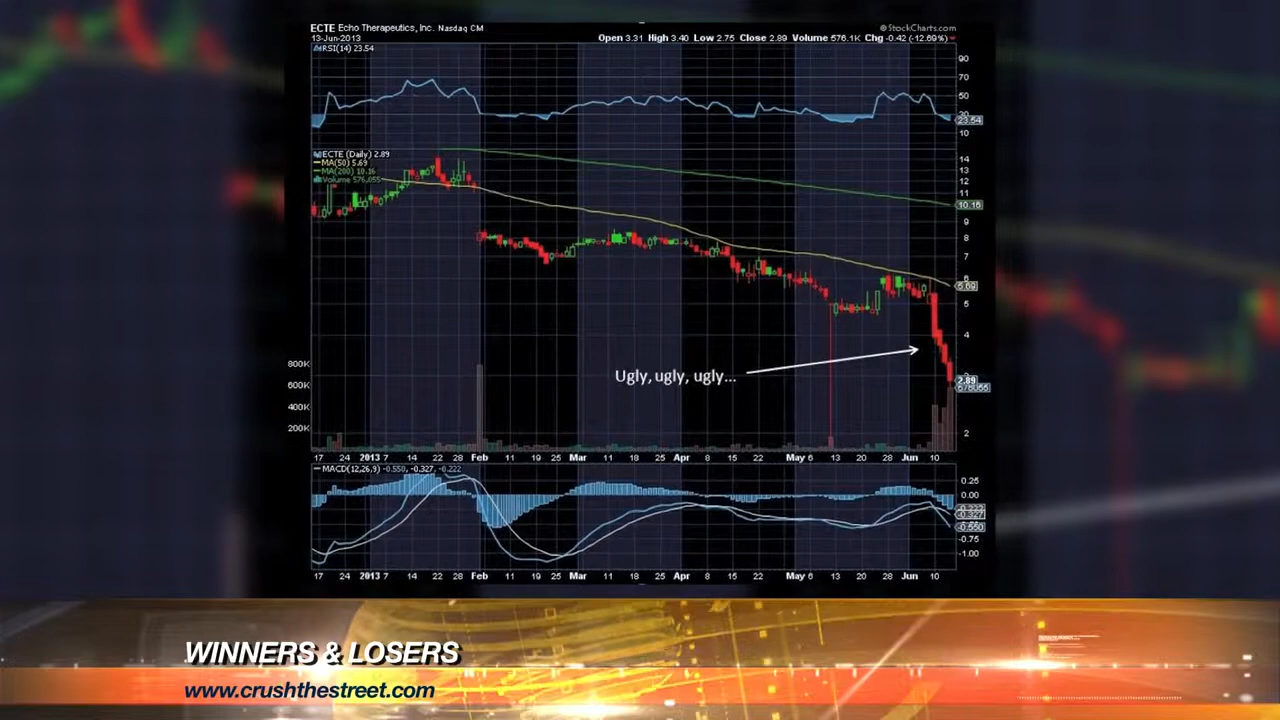 ECTE Echo Therapeutics, Inc. Nasdaq CM
© StockCharts.com
13-Jun-2013
Open 3.31 High 3.40 Low 2.75 Close 2.89 Volume 576.1K Chg -0.42 (-12.69%)
RSI(14) 23.54
90
70
50
30
23.54
10
ECTE (Daily) 2.89
MA(50) 5.69
MA(200) 10.16
Volume 576,055
14
13
12
11
10.16
9
8
7
6
5.69
5
4
3
2.89
576055
2
800K
600K
400K
200K
Ugly, ugly, ugly...
17 24 2013 7 14 22 28 Feb 11 19 25 Mar 11 18 25 Apr 8 15 22 May 6 13 20 28 Jun 10
MACD(12,26,9) -0.550, -0.327, -0.222
0.25
0.00
-0.222
-0.327
-0.550
-0.75
-1.00
17 24 2013 7 14 22 28 Feb 11 19 25 Mar 11 18 25 Apr 8 15 22 May 6 13 20 28 Jun 10
WINNERS & LOSERS
www.crushthestreet.com